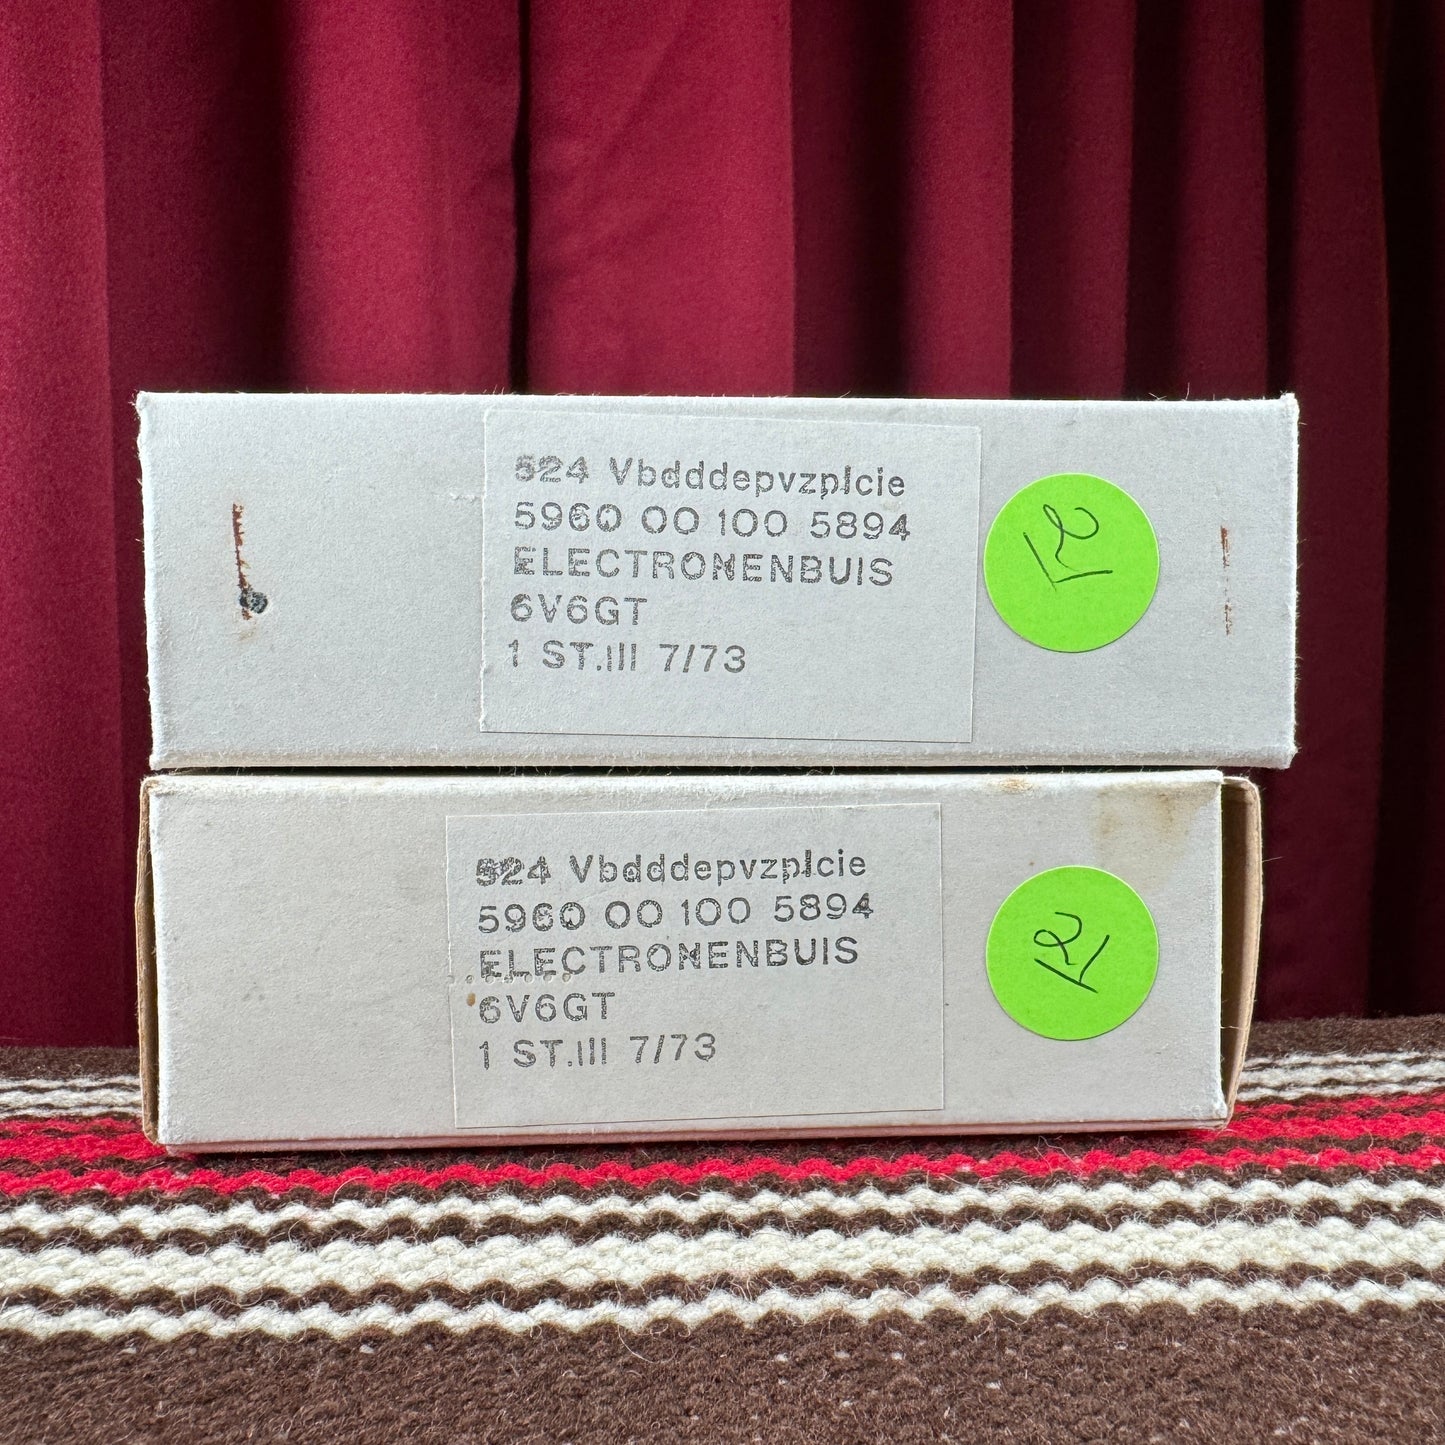 524 Vbdddepvzplcie
5960 00 100 5894
ELECTRONENBUIS
6V6GT
1 ST.III 7/73
524 Vbdddepvzplcie
5960 00 100 5894
ELECTRONENBUIS
6V6GT
1 ST.III 7/73